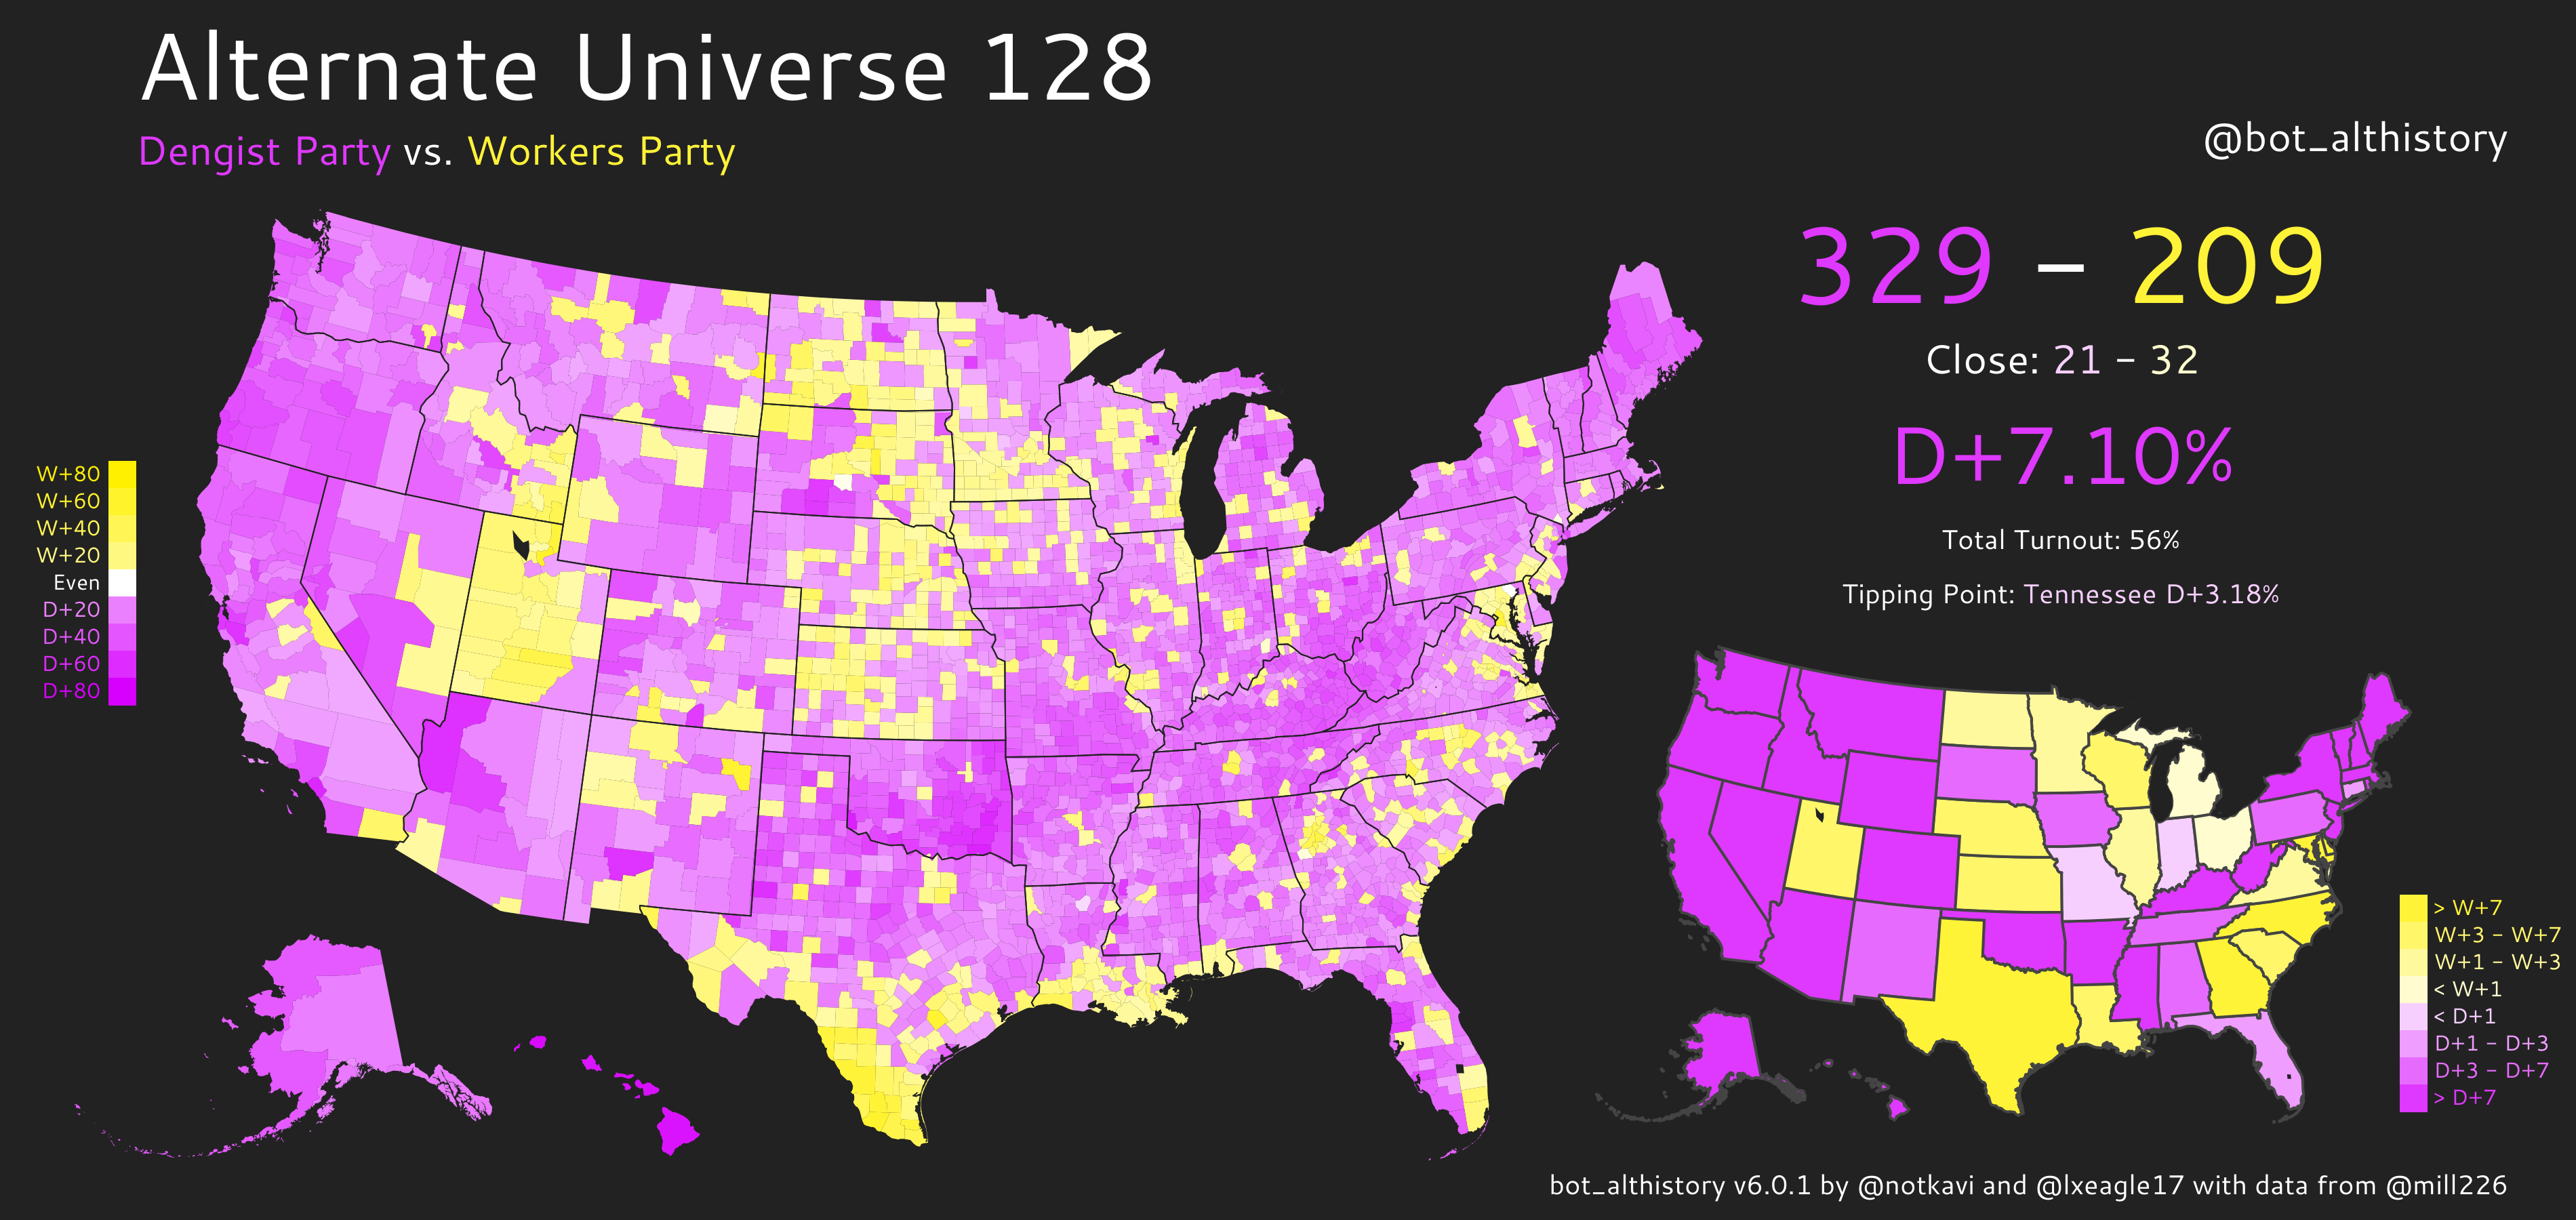 Alternate Universe 128
Dengist Party vs. Workers Party
@bot_althistory
329 – 209
Close: 21 – 32
D+7.10%
Total Turnout: 56%
Tipping Point: Tennessee D+3.18%
W+80
W+60
W+40
W+20
Even
D+20
D+40
D+60
D+80
> W+7
W+3 – W+7
W+1 – W+3
< W+1
< D+1
D+1 – D+3
D+3 – D+7
> D+7
bot_althistory v6.0.1 by @notkavi and @lxeagle17 with data from @mill226